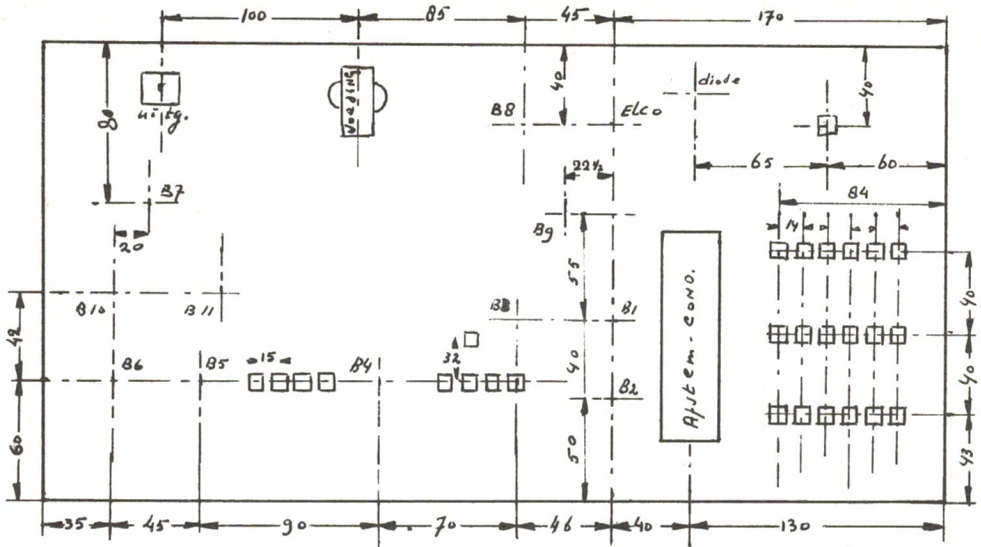 100 85 45 170
40 diode 40
80 uitg. VOEDING B8 ELCO
65 60
22½ 84
B7
B9 14
20
55
B10 B11 B3 B1 40
42
32
B6 B5 15 B4 40 B2 40
Afstem-COND.
60 50 43
35 45 90 70 46 40 130